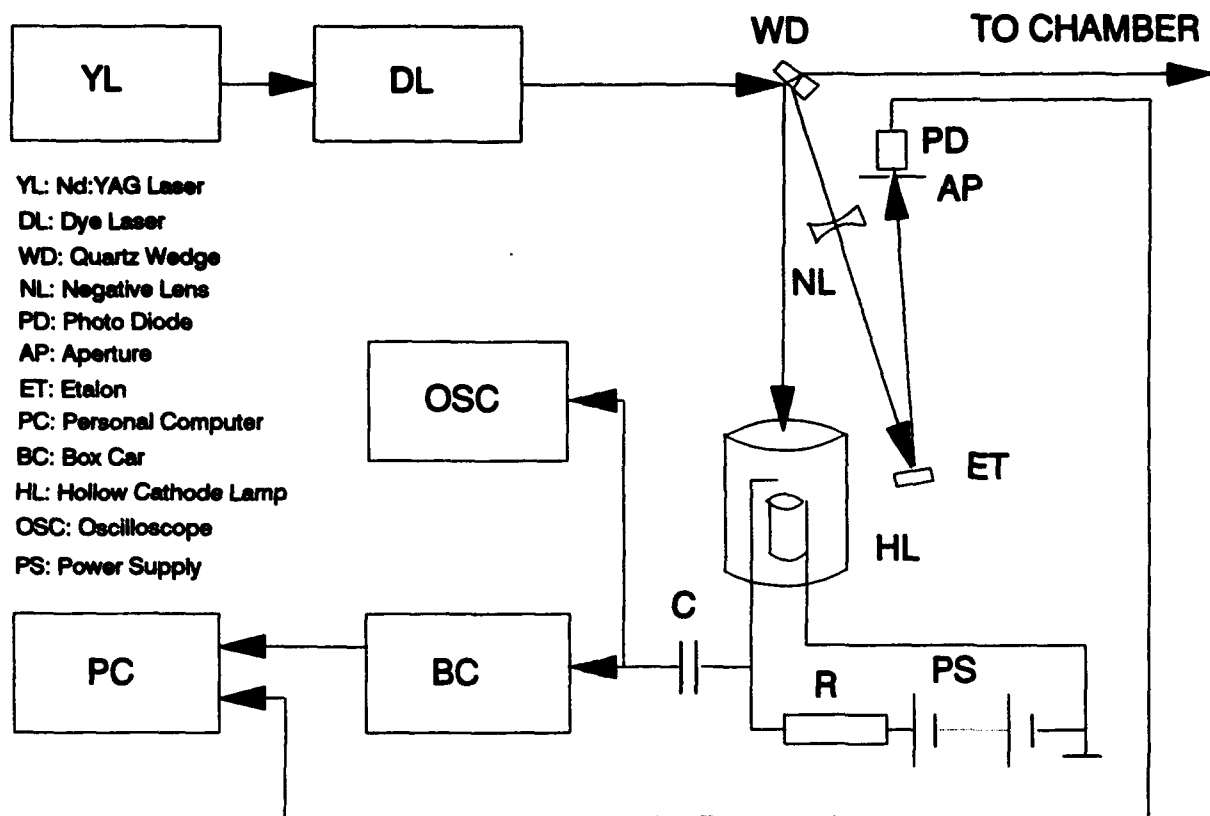 WD
TO CHAMBER
YL
DL
PD
AP
YL: Nd:YAG Laser
DL: Dye Laser
WD: Quartz Wedge
NL: Negative Lens
PD: Photo Diode
AP: Aperture
ET: Etalon
PC: Personal Computer
BC: Box Car
HL: Hollow Cathode Lamp
OSC: Oscilloscope
PS: Power Supply
NL
OSC
ET
HL
C
PC
BC
R
PS